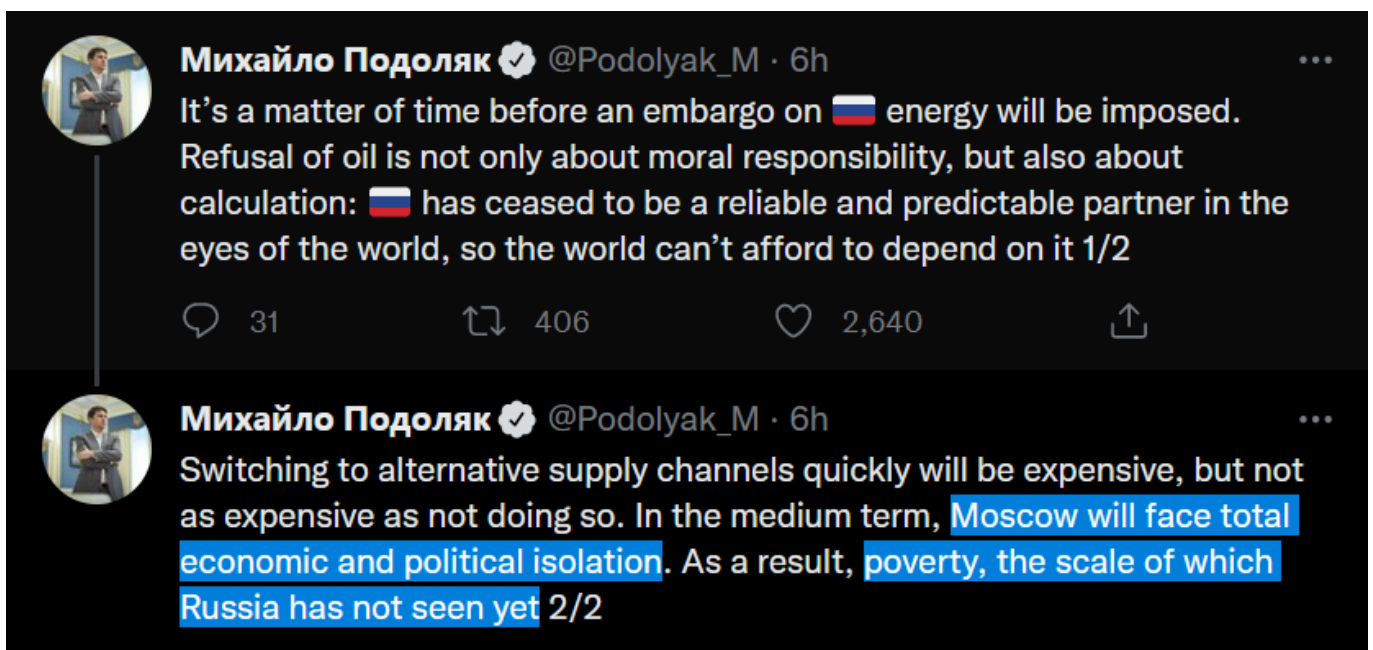 Михайло Подоляк @Podolyak_M · 6h
It’s a matter of time before an embargo on 🇷🇺 energy will be imposed.
Refusal of oil is not only about moral responsibility, but also about
calculation: 🇷🇺 has ceased to be a reliable and predictable partner in the
eyes of the world, so the world can’t afford to depend on it 1/2
31 406 2,640
Михайло Подоляк @Podolyak_M · 6h
Switching to alternative supply channels quickly will be expensive, but not
as expensive as not doing so. In the medium term, Moscow will face total
economic and political isolation. As a result, poverty, the scale of which
Russia has not seen yet 2/2